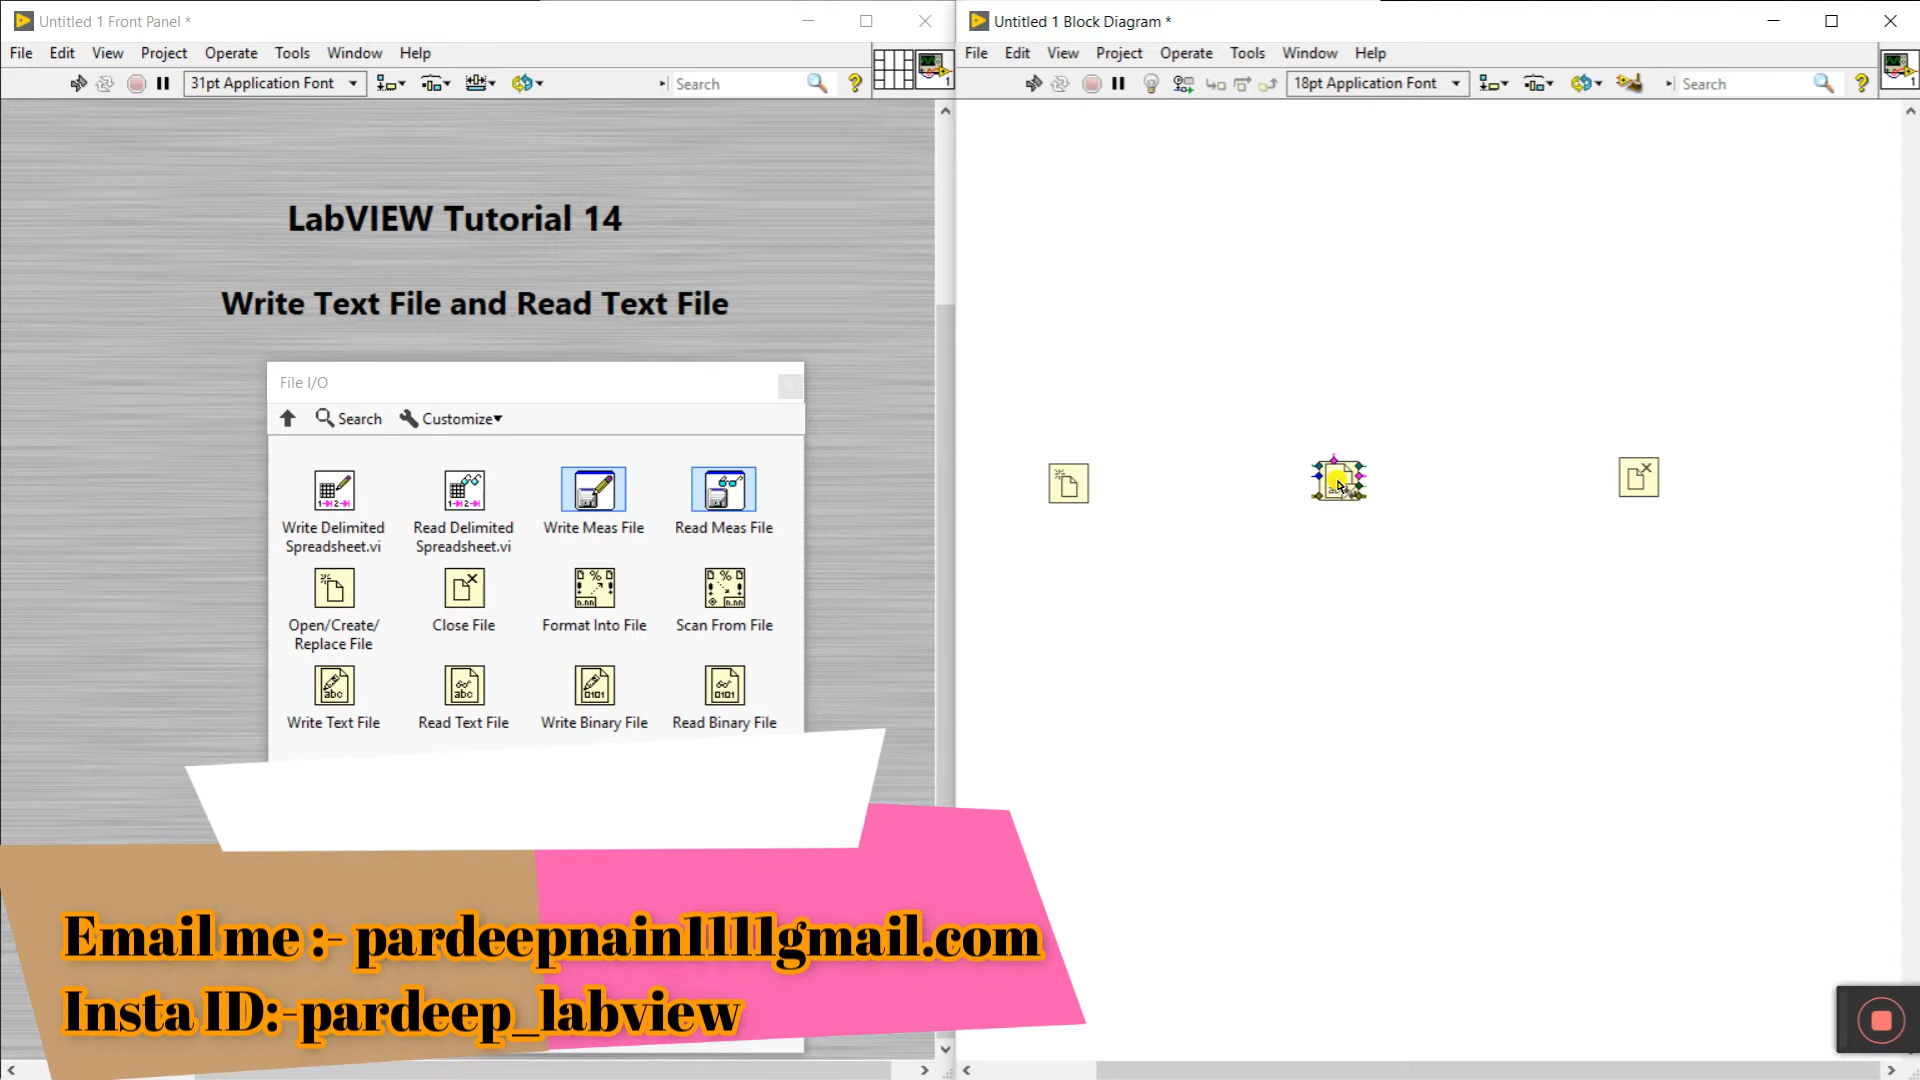 Untitled 1 Front Panel *
File Edit View Project Operate Tools Window Help
31pt Application Font
Search
LabVIEW Tutorial 14
Write Text File and Read Text File
File I/O
Search Customize
Write Delimited Spreadsheet.vi
Read Delimited Spreadsheet.vi
Write Meas File
Read Meas File
Open/Create/
Replace File
Close File
Format Into File
Scan From File
Write Text File
Read Text File
Write Binary File
Read Binary File
Untitled 1 Block Diagram *
File Edit View Project Operate Tools Window Help
18pt Application Font
Search
Email me :- pardeepnain1111gmail.com
Insta ID:-pardeep_labview